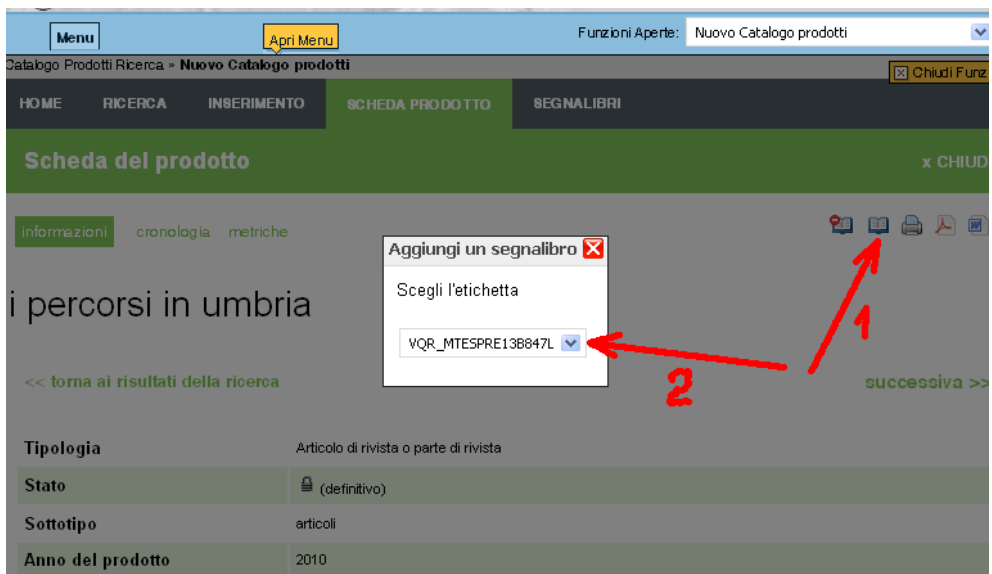 Menu
Apri Menu
Funzioni Aperte: Nuovo Catalogo prodotti
Catalogo Prodotti Ricerca » Nuovo Catalogo prodotti
Chiudi Funz
HOME RICERCA INSERIMENTO SCHEDA PRODOTTO SEGNALIBRI
Scheda del prodotto
x CHIUD
informazioni cronologia metriche
Aggiungi un segnalibro
Scegli l'etichetta
i percorsi in umbria
1
VQR_MTESPRE13B847L
2
<< torna ai risultati della ricerca
successiva >>
Tipologia Articolo di rivista o parte di rivista
Stato (definitivo)
Sottotipo articoli
Anno del prodotto 2010